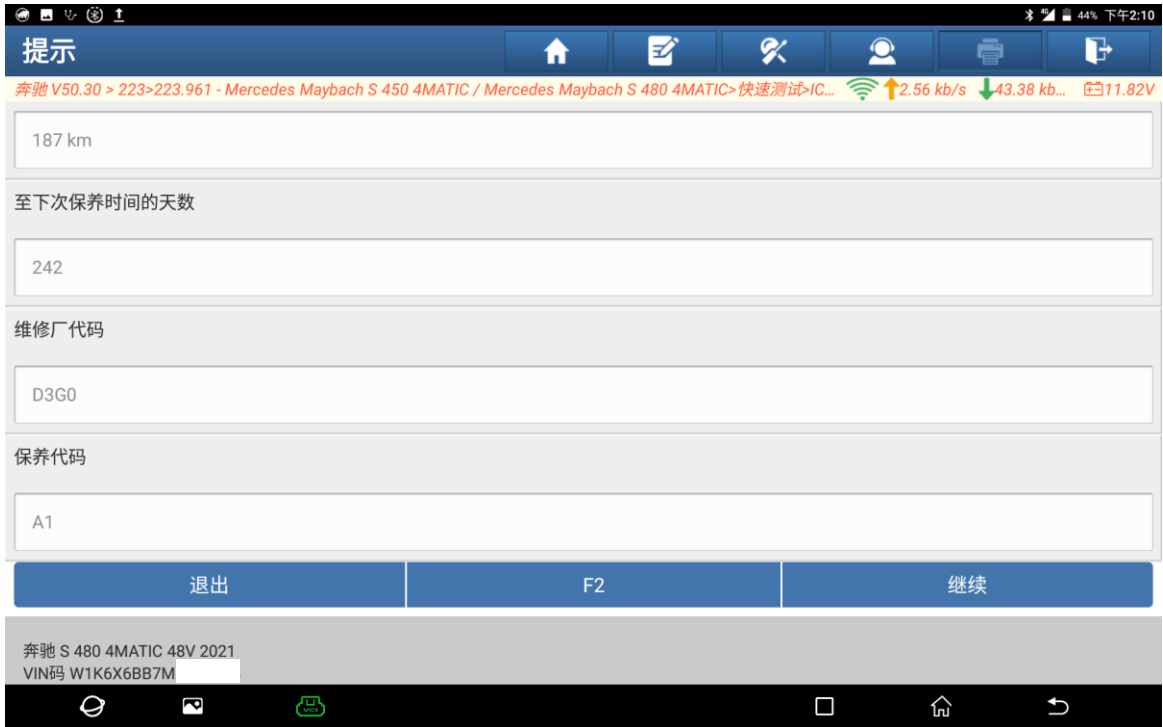 4G 44% 下午2:10
提示
奔驰 V50.30 > 223>223.961 - Mercedes Maybach S 450 4MATIC / Mercedes Maybach S 480 4MATIC>快速测试>IC... 2.56 kb/s 43.38 kb... 11.82V
187 km
至下次保养时间的天数
242
维修厂代码
D3G0
保养代码
A1
退出 F2 继续
奔驰 S 480 4MATIC 48V 2021
VIN码 W1K6X6BB7M
VCI